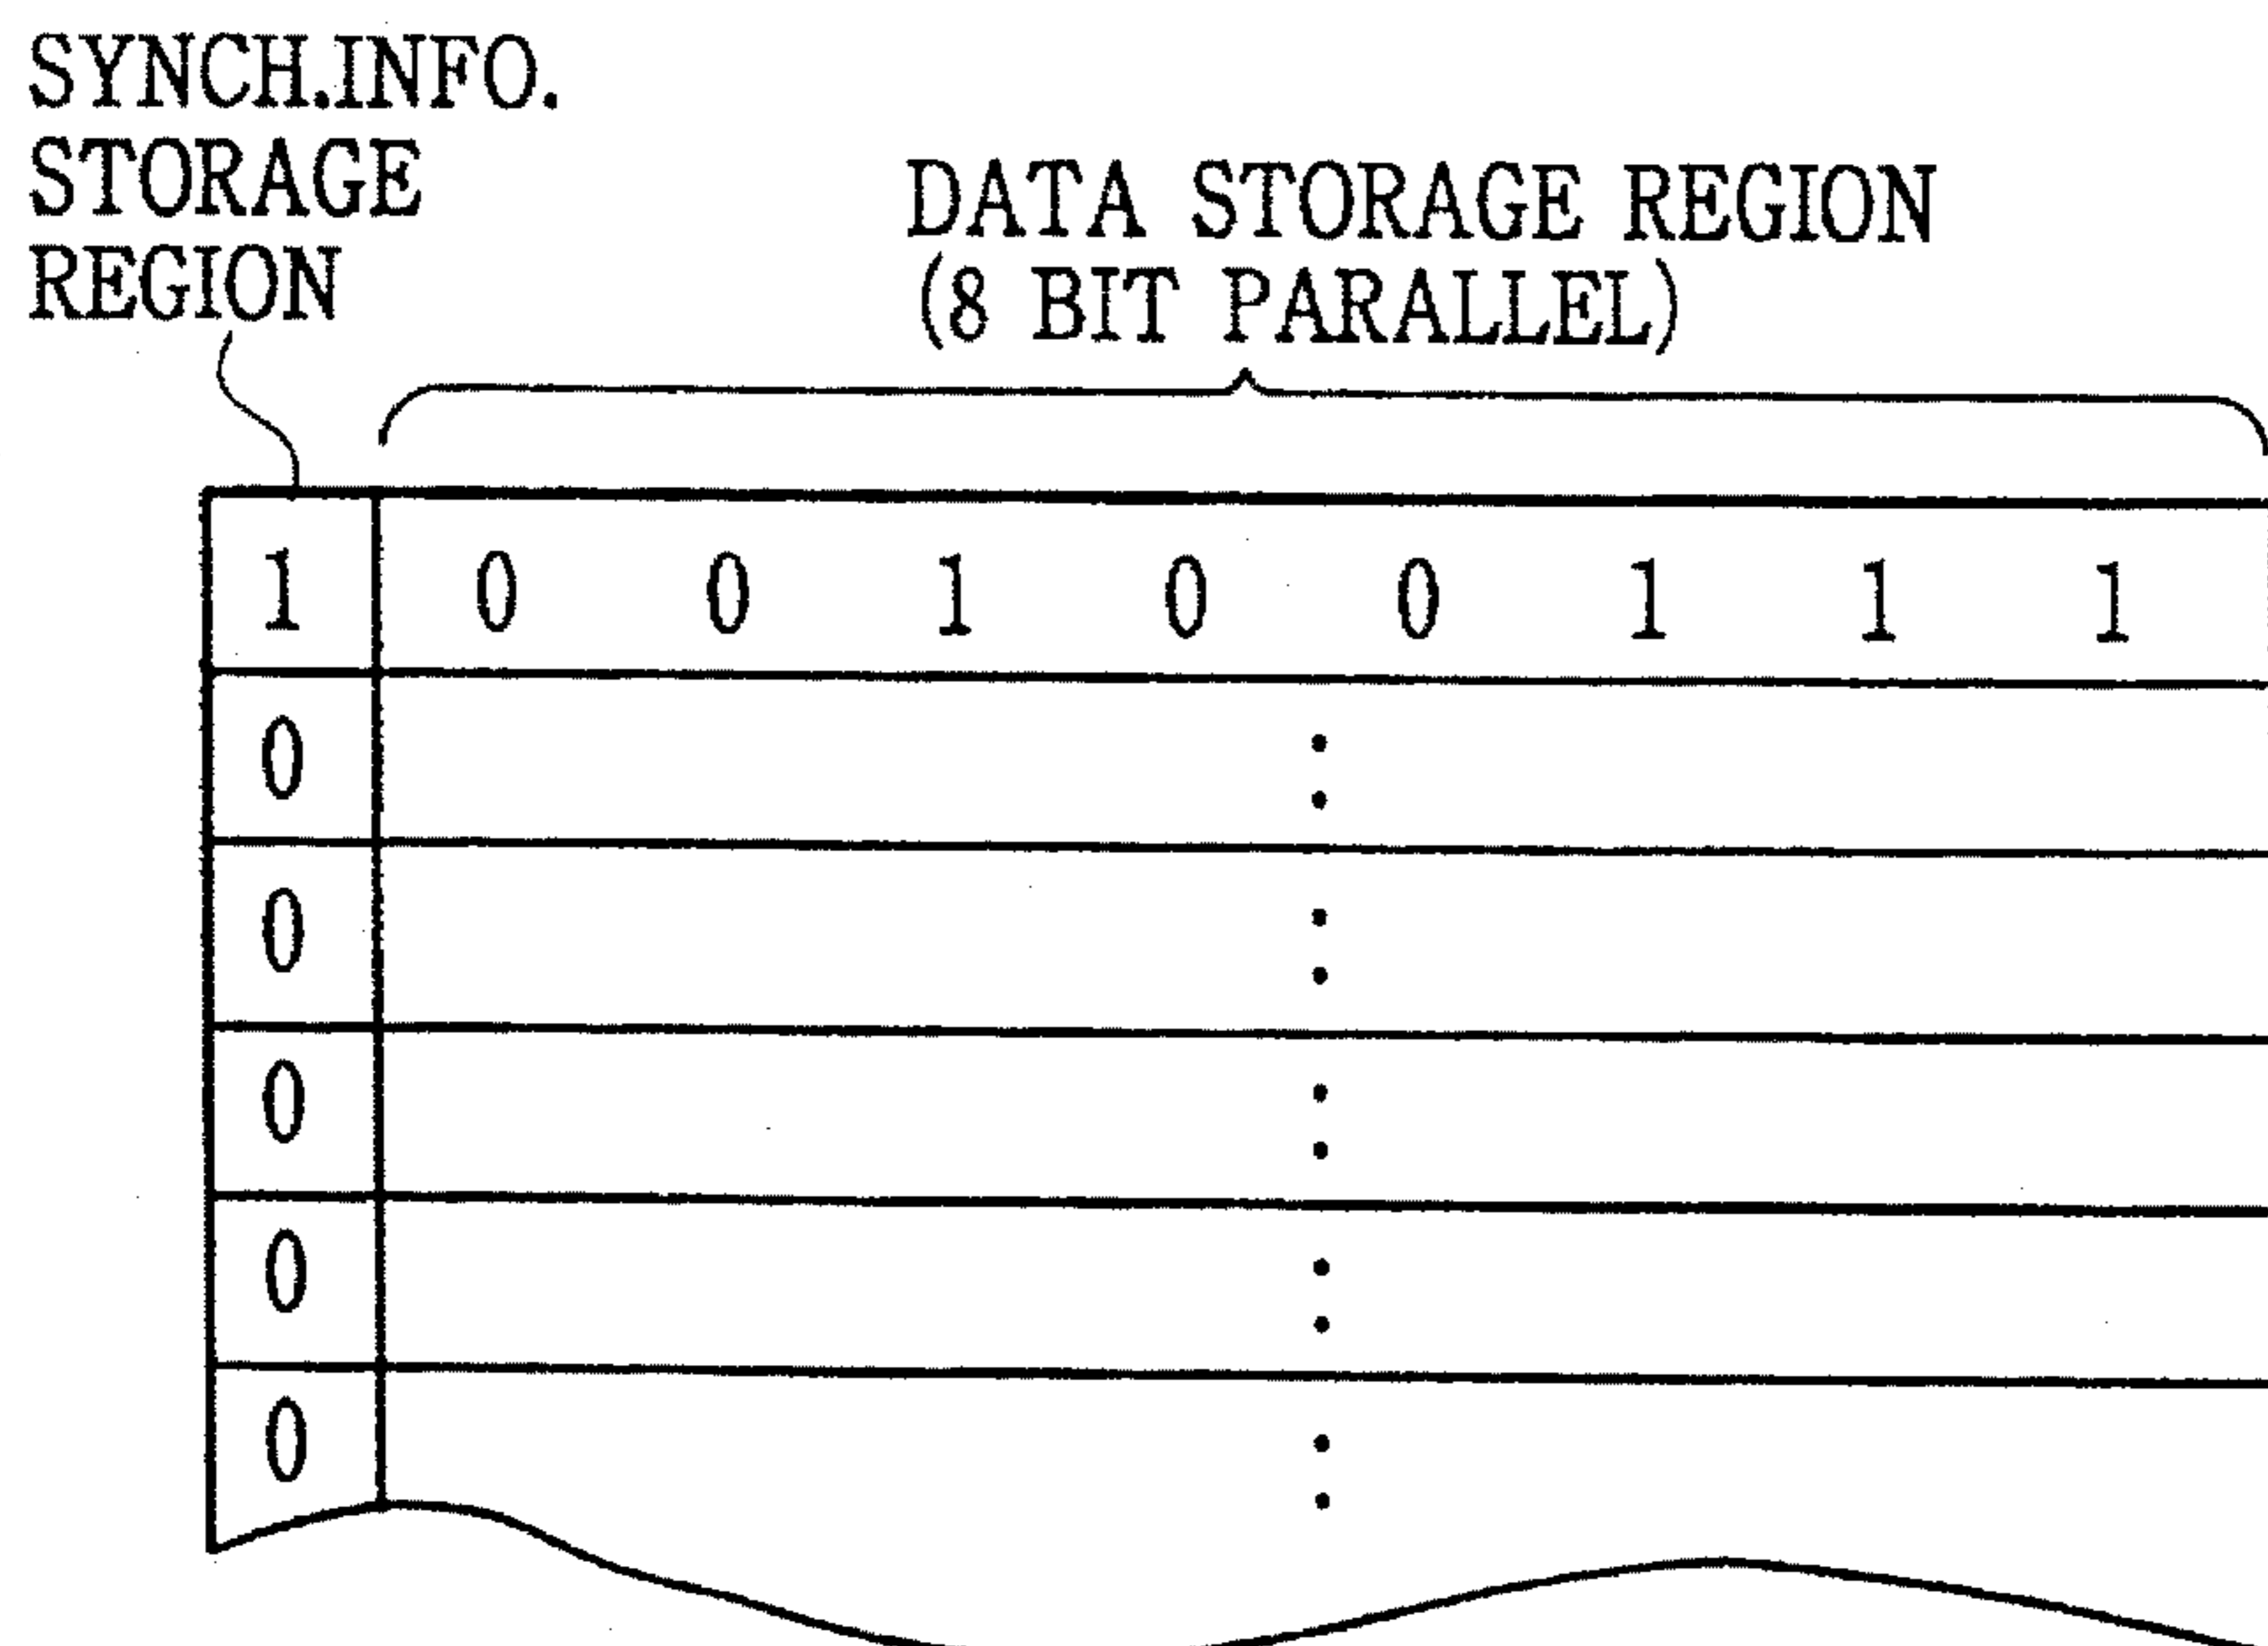 SYNCH.INFO.
STORAGE
REGION
DATA STORAGE REGION
(8 BIT PARALLEL)
1 0 0 1 0 0 1 1 1
0
0
0
0
0